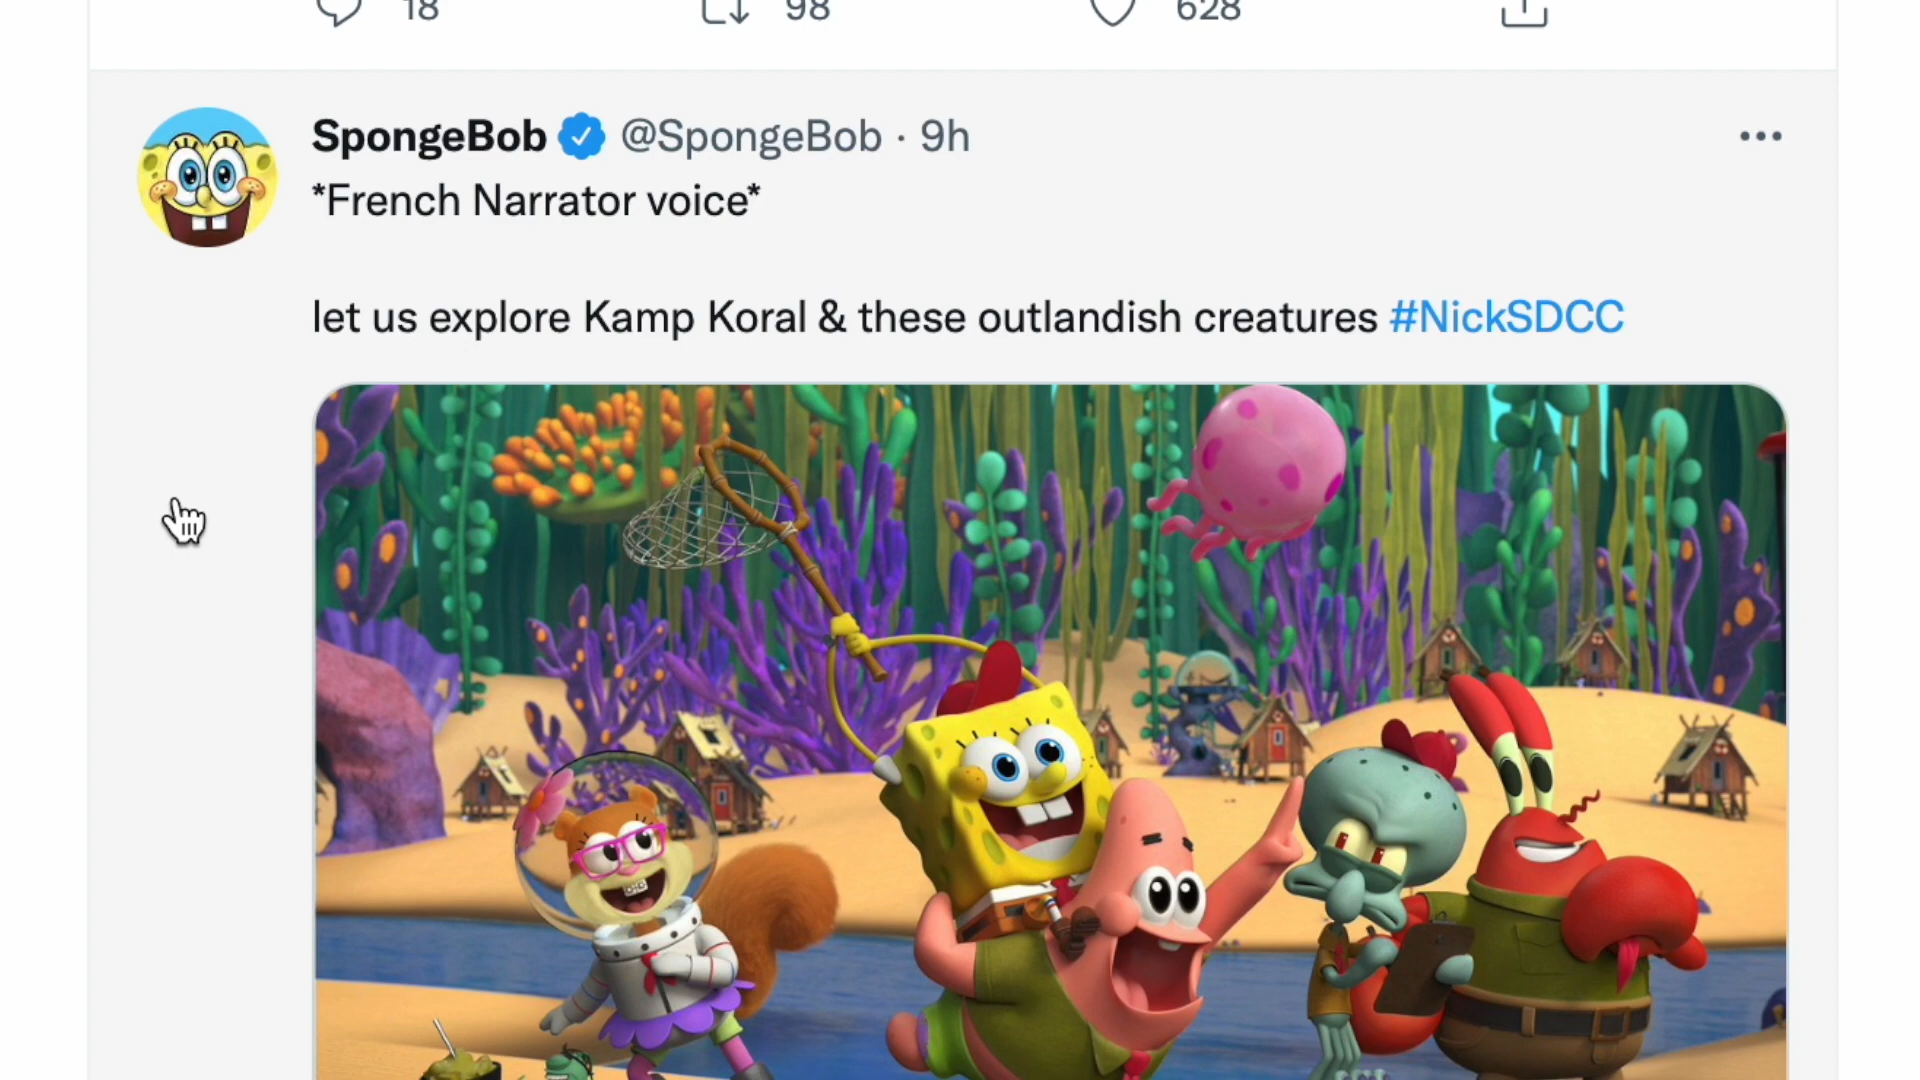 18 98 628
SpongeBob @SpongeBob · 9h
*French Narrator voice*
let us explore Kamp Koral & these outlandish creatures #NickSDCC